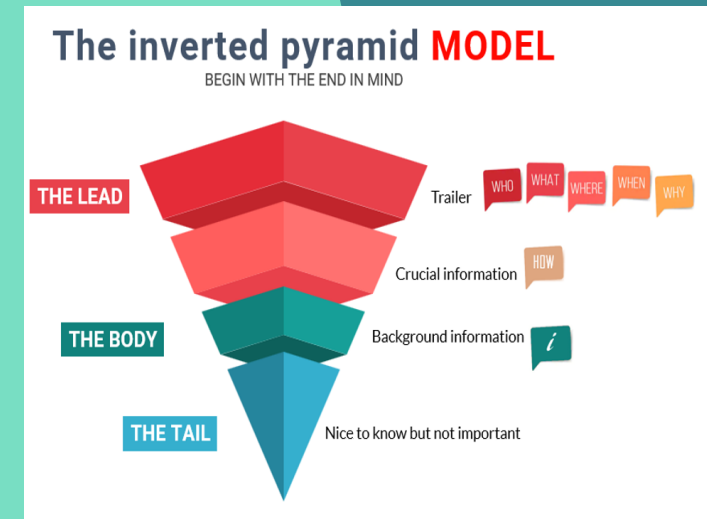 The inverted pyramid MODEL
BEGIN WITH THE END IN MIND
THE LEAD
Trailer
WHO
WHAT
WHERE
WHEN
WHY
Crucial information
HOW
THE BODY
Background information
i
THE TAIL
Nice to know but not important